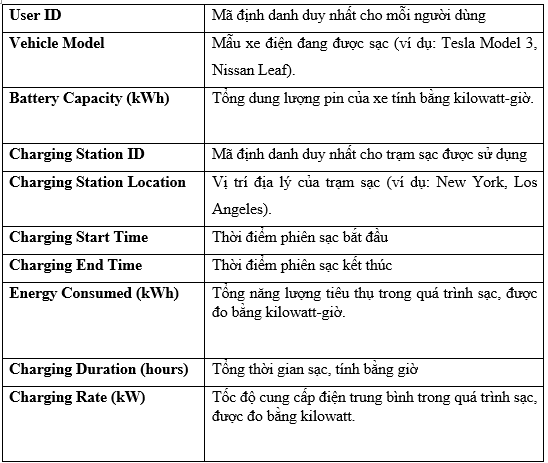 User ID Mã định danh duy nhất cho mỗi người dùng
Vehicle Model Mẫu xe điện đang được sạc (ví dụ: Tesla Model 3,
Nissan Leaf).
Battery Capacity (kWh) Tổng dung lượng pin của xe tính bằng kilowatt-giờ.
Charging Station ID Mã định danh duy nhất cho trạm sạc được sử dụng
Charging Station Location Vị trí địa lý của trạm sạc (ví dụ: New York, Los
Angeles).
Charging Start Time Thời điểm phiên sạc bắt đầu
Charging End Time Thời điểm phiên sạc kết thúc
Energy Consumed (kWh) Tổng năng lượng tiêu thụ trong quá trình sạc, được
đo bằng kilowatt-giờ.
Charging Duration (hours) Tổng thời gian sạc, tính bằng giờ
Charging Rate (kW) Tốc độ cung cấp điện trung bình trong quá trình sạc,
được đo bằng kilowatt.